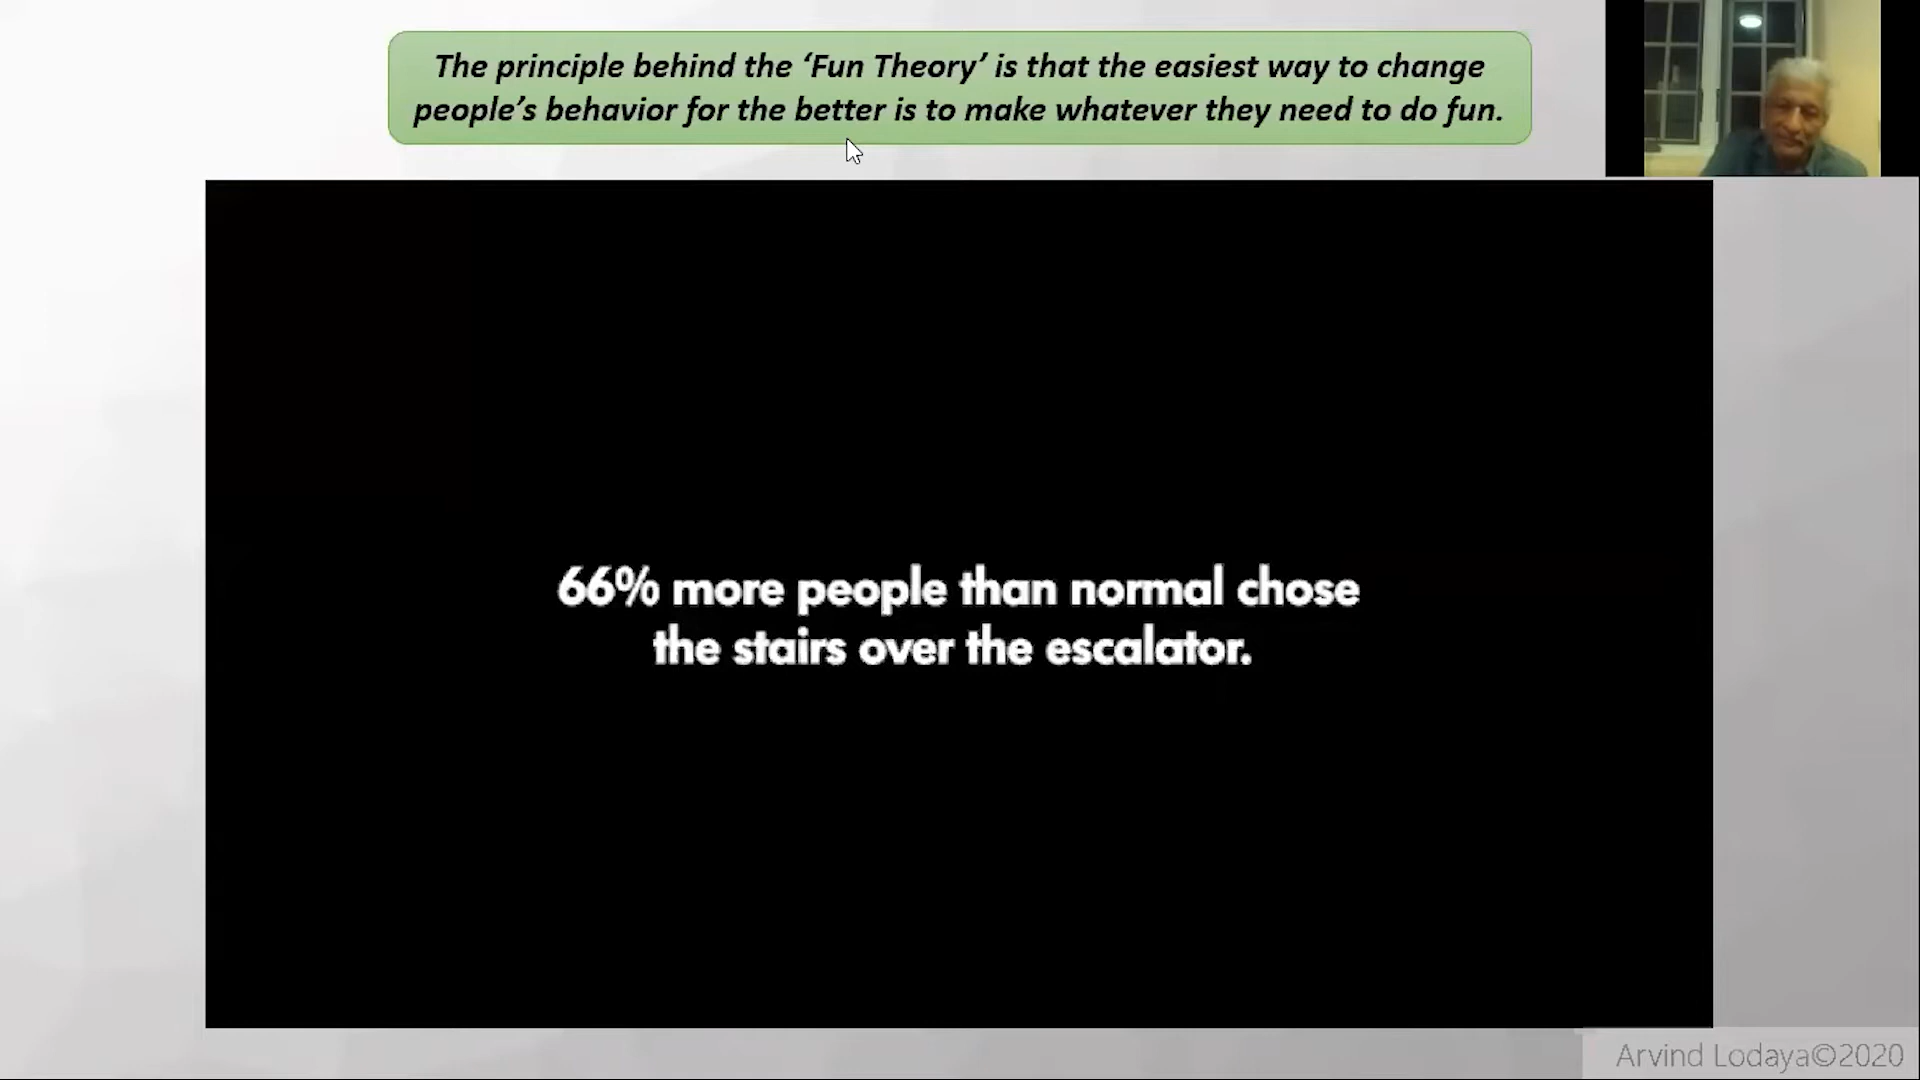 The principle behind the ‘Fun Theory’ is that the easiest way to change
people’s behavior for the better is to make whatever they need to do fun.
66% more people than normal chose
the stairs over the escalator.
Arvind Lodaya©2020